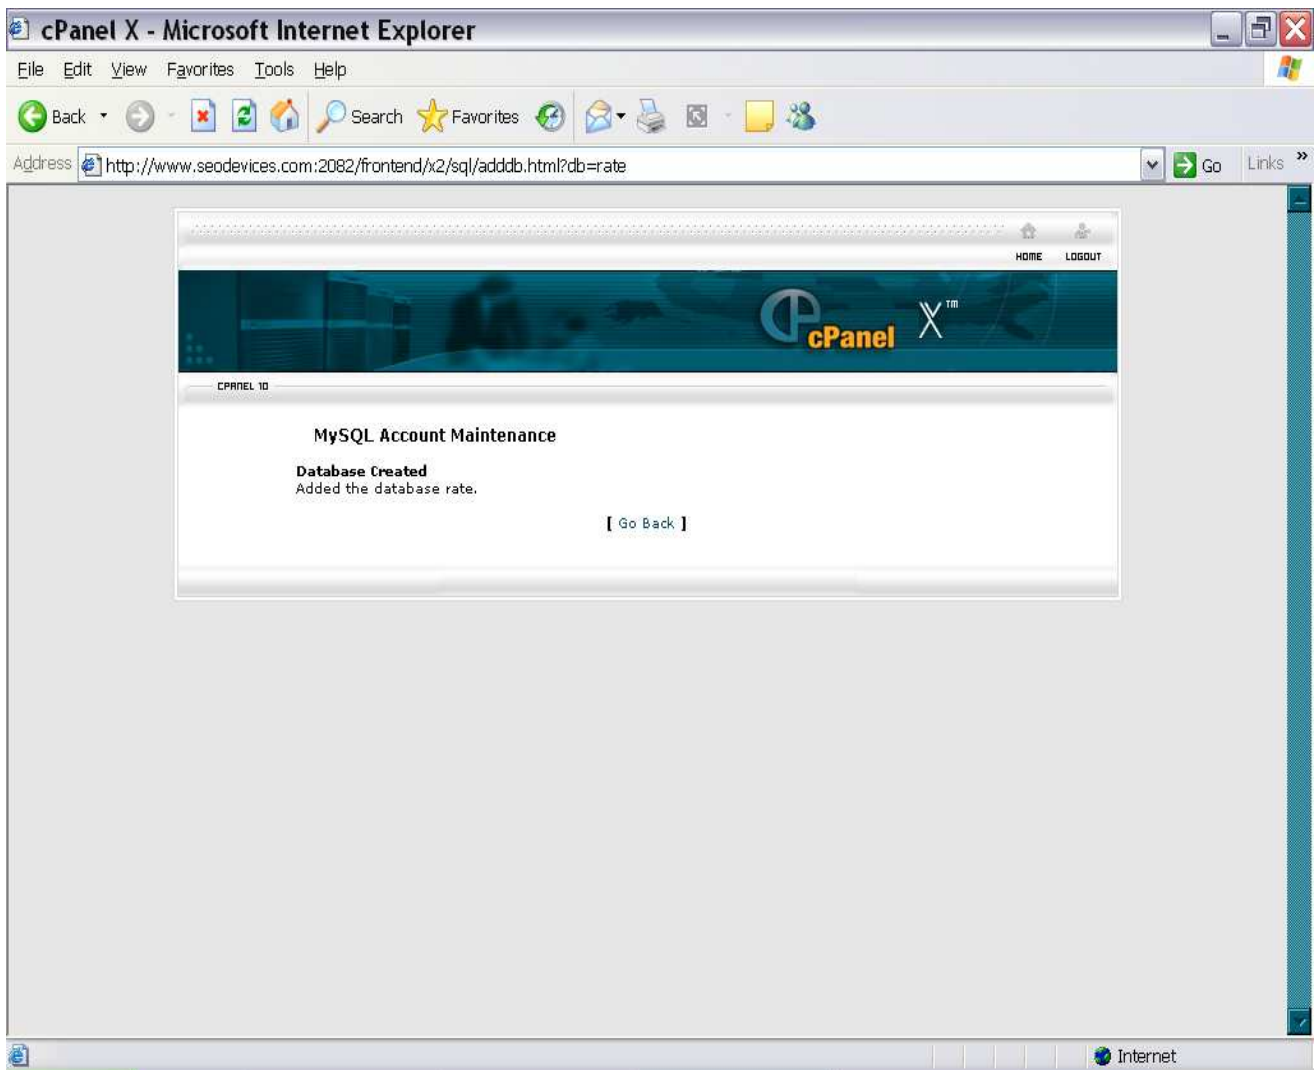 cPanel X - Microsoft Internet Explorer
File Edit View Favorites Tools Help
Back Search Favorites
Address http://www.seodevices.com:2082/frontend/x2/sql/adddb.html?db=rate Go Links »
HOME LOGOUT
CP cPanel X™
CPANEL 10
MySQL Account Maintenance
Database Created
Added the database rate.
[ Go Back ]
Internet